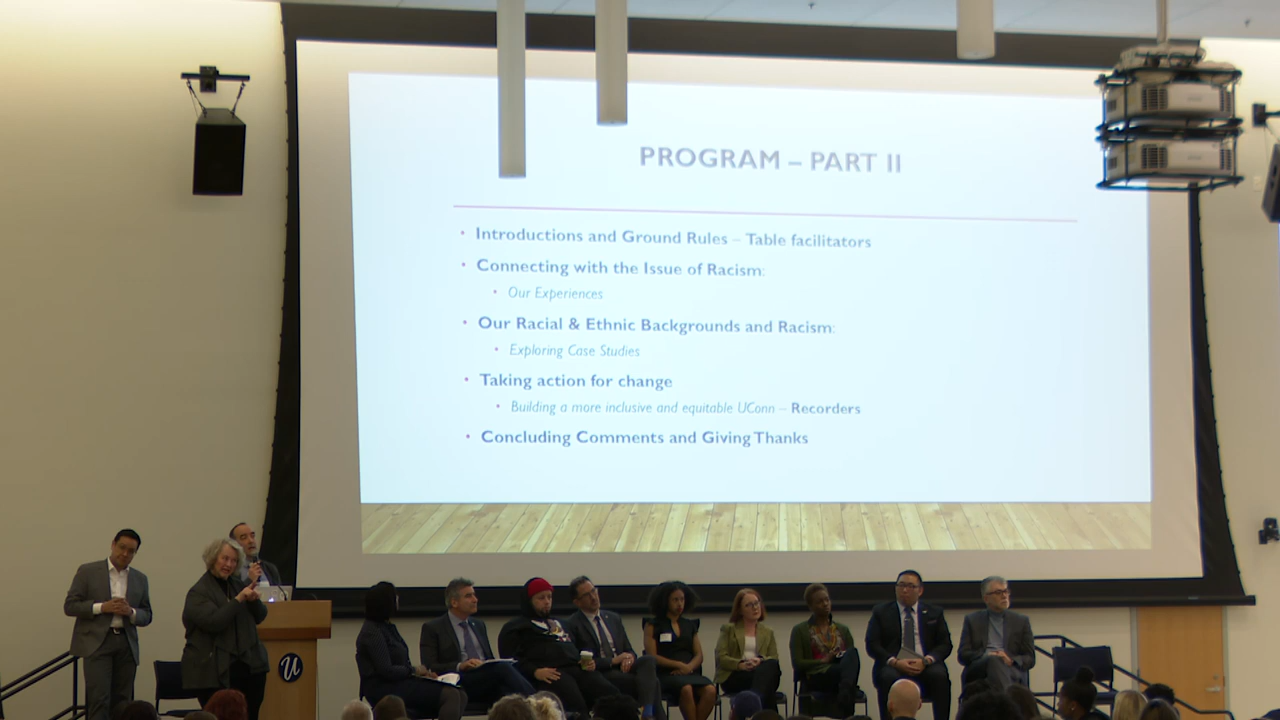 PROGRAM – PART II
• Introductions and Ground Rules – Table facilitators
• Connecting with the Issue of Racism:
• Our Experiences
• Our Racial & Ethnic Backgrounds and Racism:
• Exploring Case Studies
• Taking action for change
• Building a more inclusive and equitable UConn – Recorders
• Concluding Comments and Giving Thanks
U